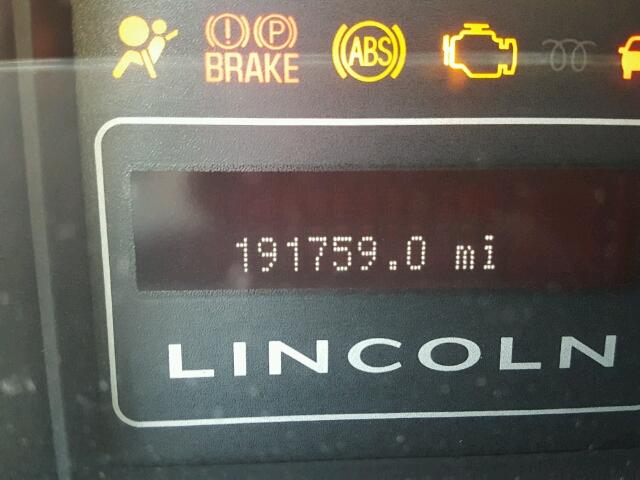 (!) (P) ABS
BRAKE
191759.0 mi
LINCOLN